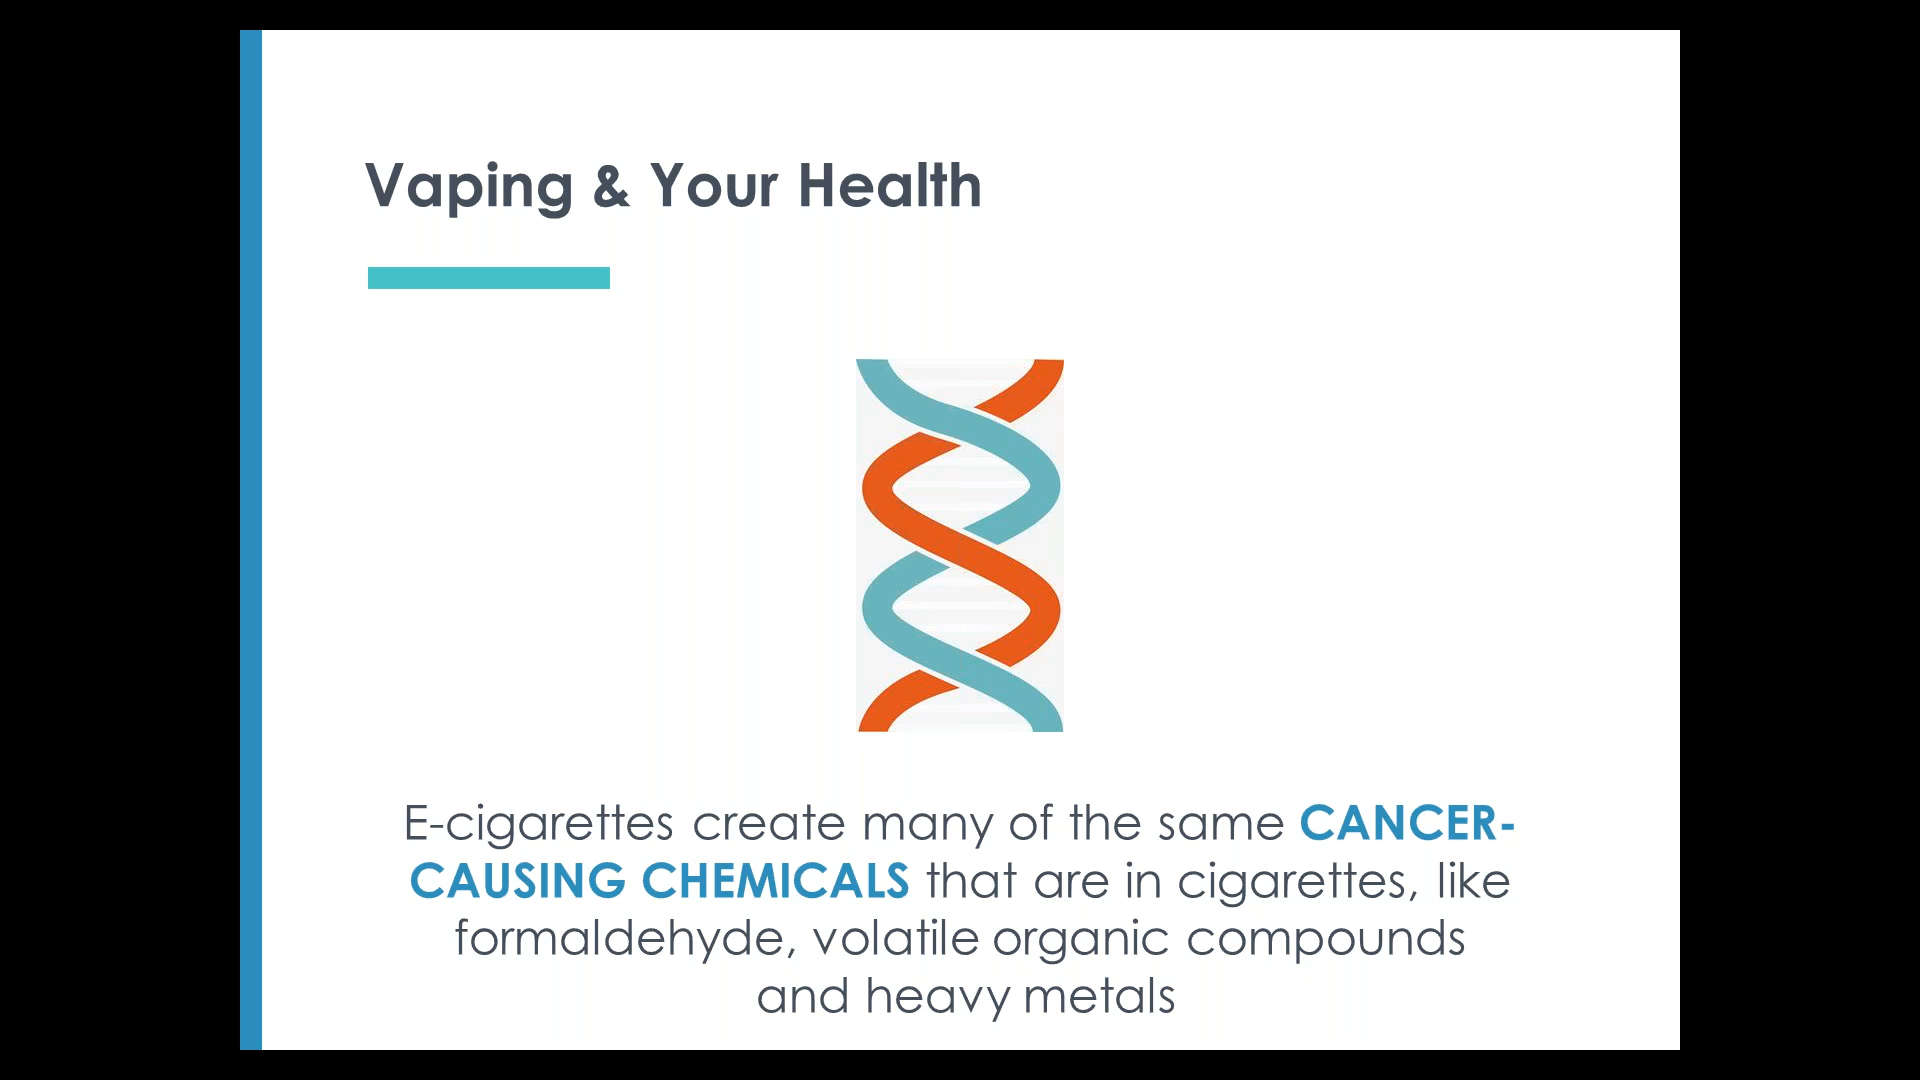 Vaping & Your Health
E-cigarettes create many of the same CANCER-
CAUSING CHEMICALS that are in cigarettes, like
formaldehyde, volatile organic compounds
and heavy metals